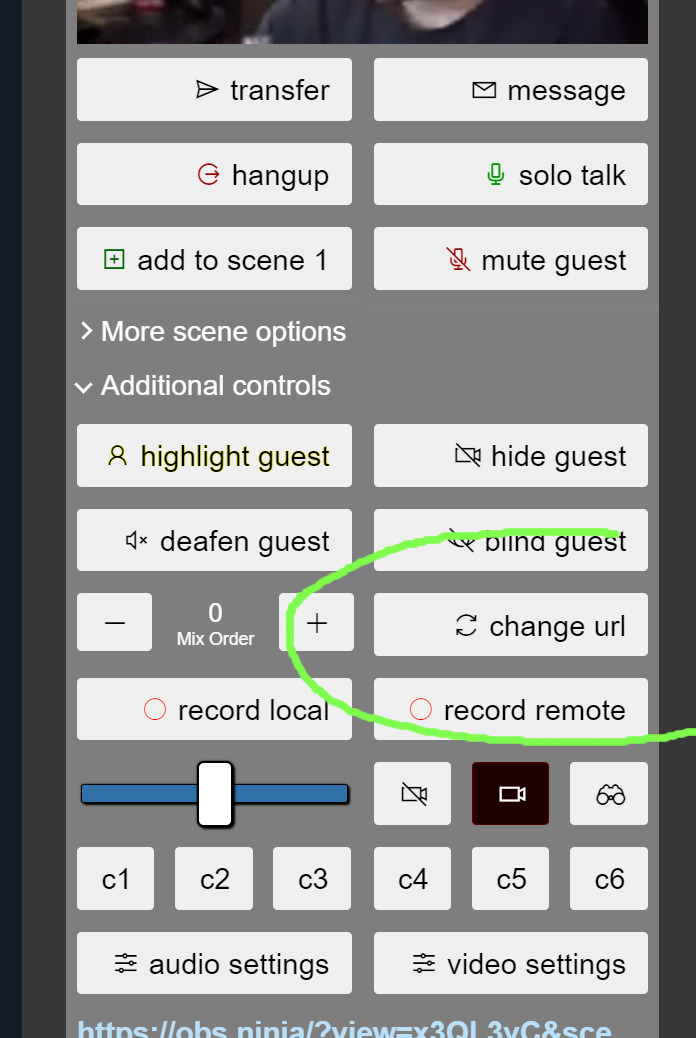 transfer
message
hangup
solo talk
add to scene 1
mute guest
More scene options
Additional controls
highlight guest
hide guest
deafen guest
blind guest
0
Mix Order
change url
record local
record remote
c1
c2
c3
c4
c5
c6
audio settings
video settings
https://obs.ninja/?view=x3QL3yC&sce